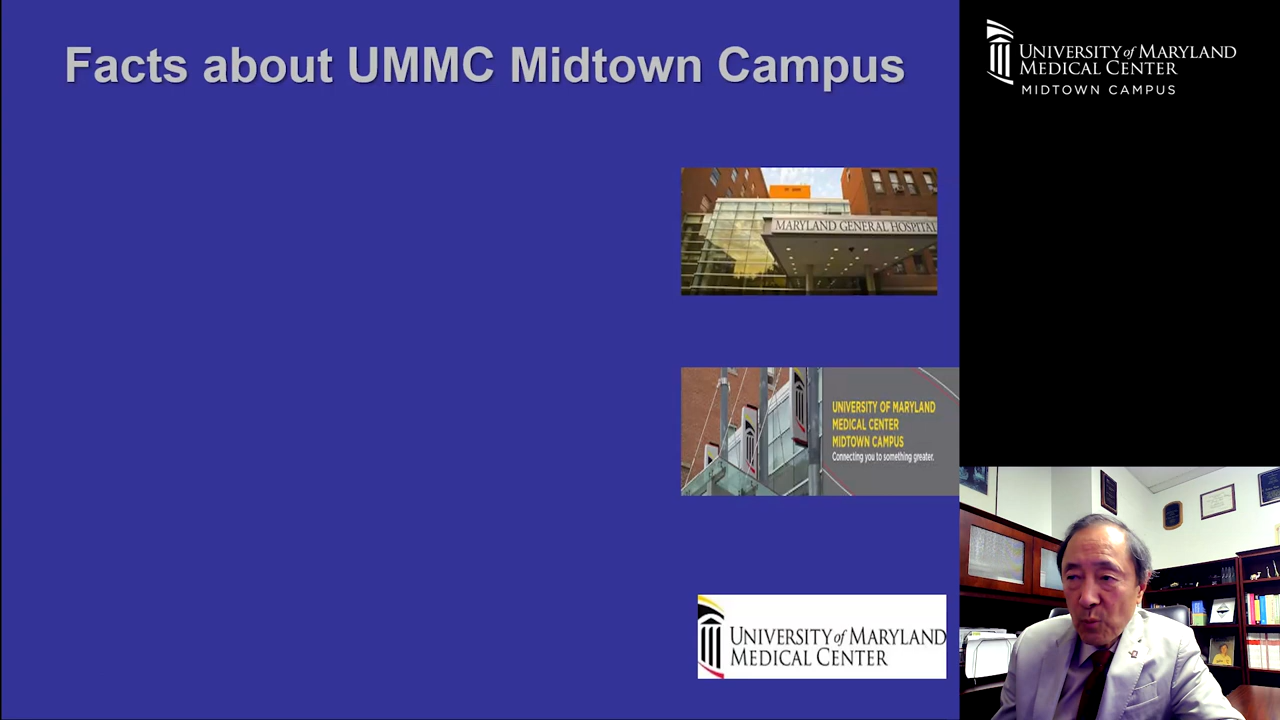 Facts about UMMC Midtown Campus
UNIVERSITY of MARYLAND
MEDICAL CENTER
MIDTOWN CAMPUS
MARYLAND GENERAL HOSPITAL
UNIVERSITY OF MARYLAND
MEDICAL CENTER
MIDTOWN CAMPUS
Connecting you to something greater.
UNIVERSITY of MARYLAND
MEDICAL CENTER